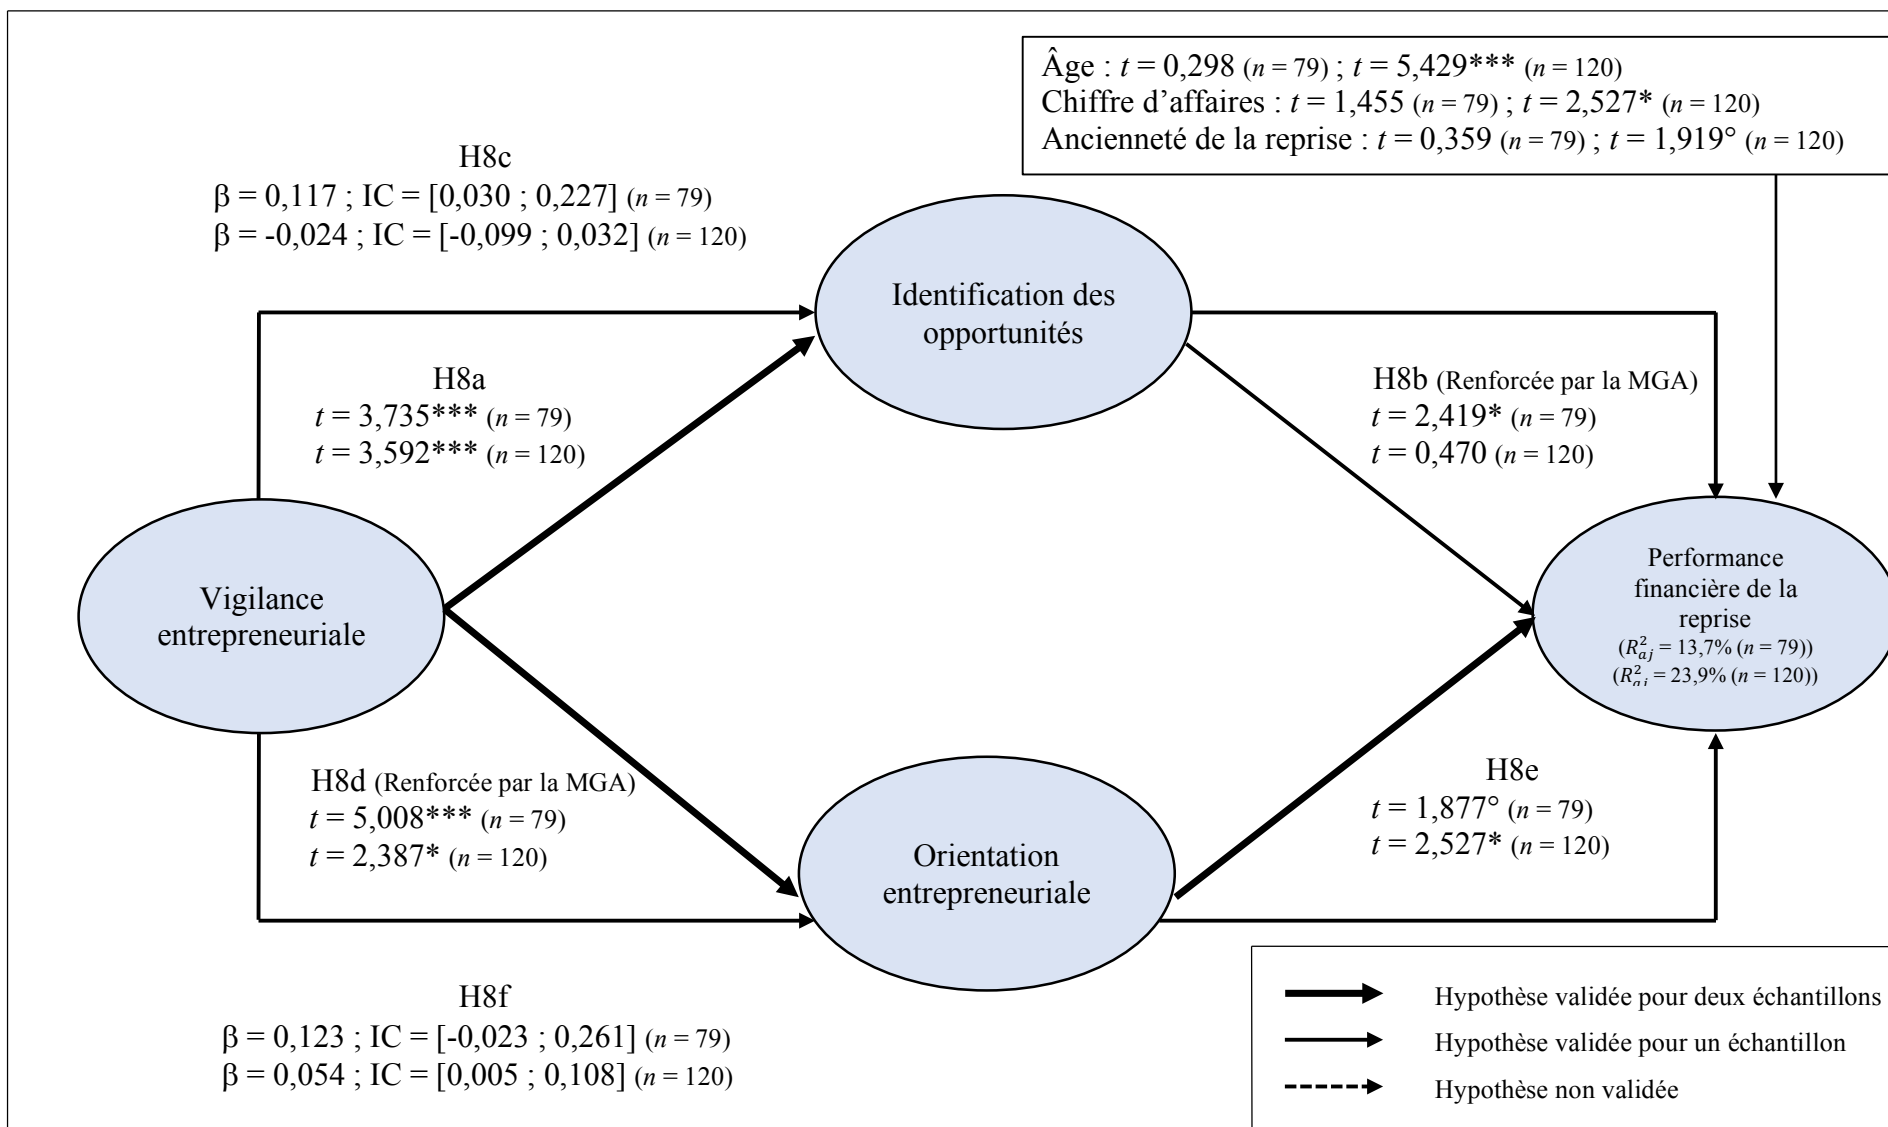 Âge : t = 0,298 (n = 79) ; t = 5,429*** (n = 120)
Chiffre d’affaires : t = 1,455 (n = 79) ; t = 2,527* (n = 120)
Ancienneté de la reprise : t = 0,359 (n = 79) ; t = 1,919° (n = 120)
H8c
β = 0,117 ; IC = [0,030 ; 0,227] (n = 79)
β = -0,024 ; IC = [-0,099 ; 0,032] (n = 120)
Identification des
opportunités
H8a
t = 3,735*** (n = 79)
t = 3,592*** (n = 120)
H8b (Renforcée par la MGA)
t = 2,419* (n = 79)
t = 0,470 (n = 120)
Vigilance
entrepreneuriale
Performance
financière de la
reprise
(R²aj = 13,7% (n = 79))
(R²aj = 23,9% (n = 120))
H8d (Renforcée par la MGA)
t = 5,008*** (n = 79)
t = 2,387* (n = 120)
Orientation
entrepreneuriale
H8e
t = 1,877° (n = 79)
t = 2,527* (n = 120)
H8f
β = 0,123 ; IC = [-0,023 ; 0,261] (n = 79)
β = 0,054 ; IC = [0,005 ; 0,108] (n = 120)
Hypothèse validée pour deux échantillons
Hypothèse validée pour un échantillon
Hypothèse non validée